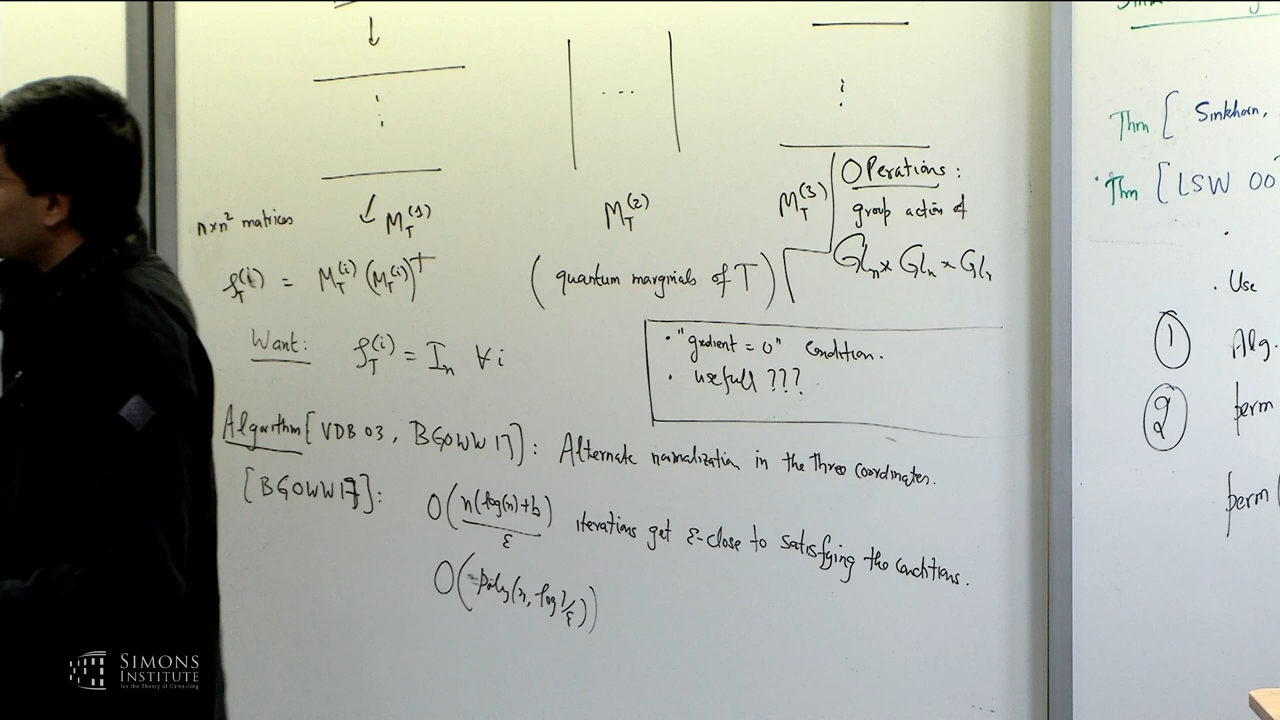 n×n² matrices
M_T^(1)
M_T^(2)
M_T^(3)
Operations:
group action of
Gl_n × Gl_n × Gl_n
ρ_T^(i) = M_T^(i) (M_T^(i))^†
(quantum marginals of T)
Want: ρ_T^(i) = I_n ∀ i
• "gradient = 0" condition.
• usefull ???
Algorithm [VDB 03, BGOWW 17]: Alternate normalization in the three coordinates.
[BGOWW17]: O(n(log(n)+b)/ε) iterations get ε-close to satisfying the conditions.
O(poly(n, log 1/ε))
Thm [ Sinkhorn,
• Thm [LSW 00
• Use
① Alg.
② perm
perm
SIMONS
INSTITUTE
for the Theory of Computing